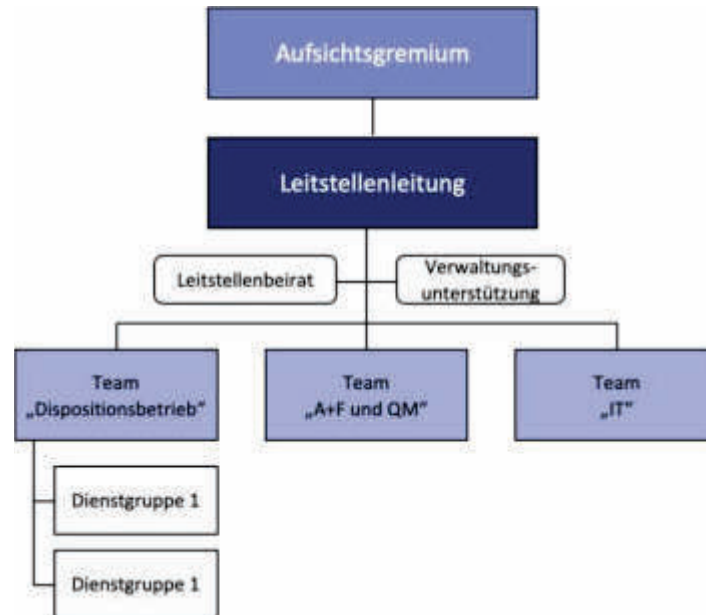 Aufsichtsgremium
Leitstellenleitung
Leitstellenbeirat
Verwaltungs-
unterstützung
Team
„Dispositionsbetrieb"
Team
„A+F und QM"
Team
„IT"
Dienstgruppe 1
Dienstgruppe 1